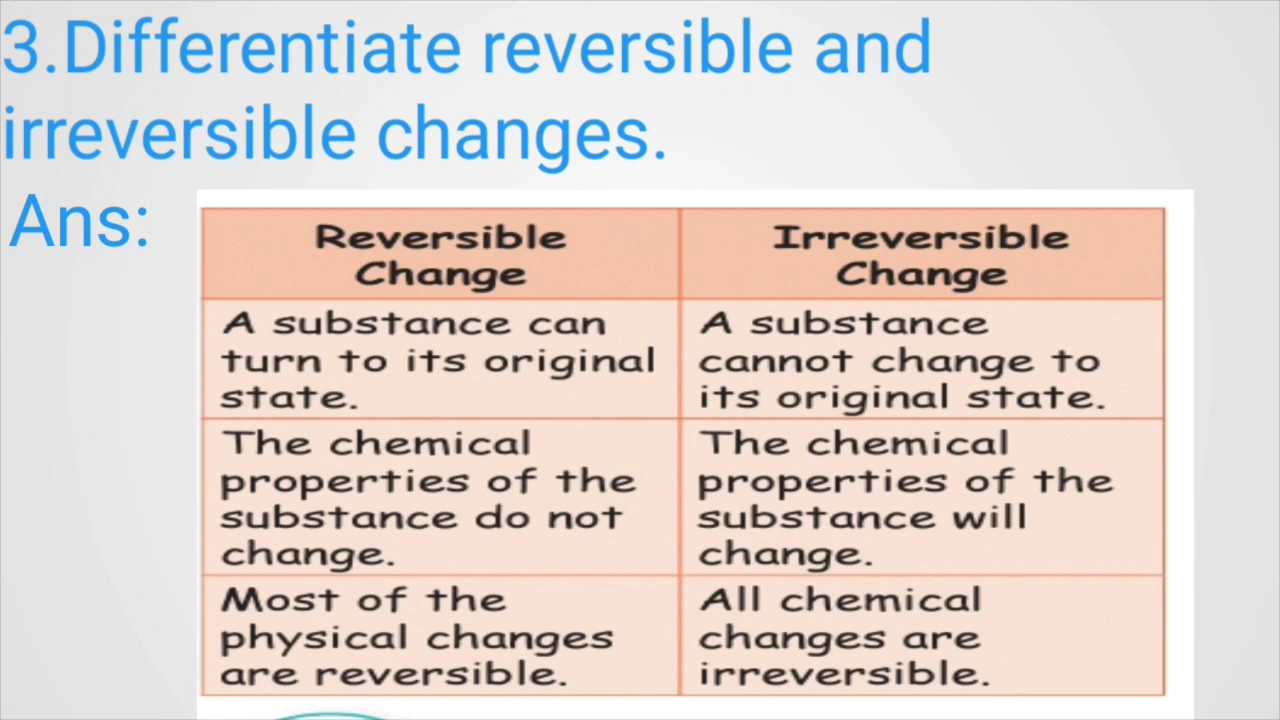 3.Differentiate reversible and
irreversible changes.
Ans:
Reversible
Change
Irreversible
Change
A substance can
turn to its original
state.
A substance
cannot change to
its original state.
The chemical
properties of the
substance do not
change.
The chemical
properties of the
substance will
change.
Most of the
physical changes
are reversible.
All chemical
changes are
irreversible.